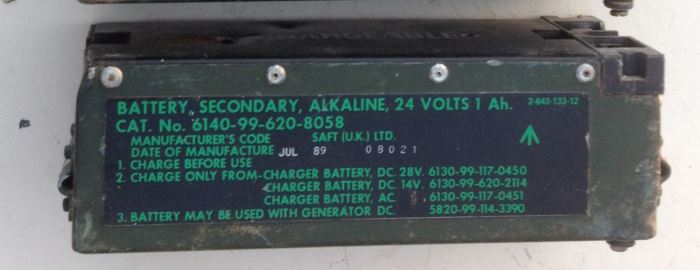 RECHARGEABLE
BATTERY, SECONDARY, ALKALINE, 24 VOLTS 1 Ah.
2-643-133-12
CAT. No. 6140-99-620-8058
MANUFACTURER'S CODE SAFT (U.K.) LTD.
DATE OF MANUFACTURE JUL 89 08021
1. CHARGE BEFORE USE
2. CHARGE ONLY FROM-CHARGER BATTERY, DC. 28V. 6130-99-117-0450
CHARGER BATTERY, DC 14V. 6130-99-620-2114
CHARGER BATTERY, AC 6130-99-117-0451
3. BATTERY MAY BE USED WITH GENERATOR DC. 5820-99-114-3390